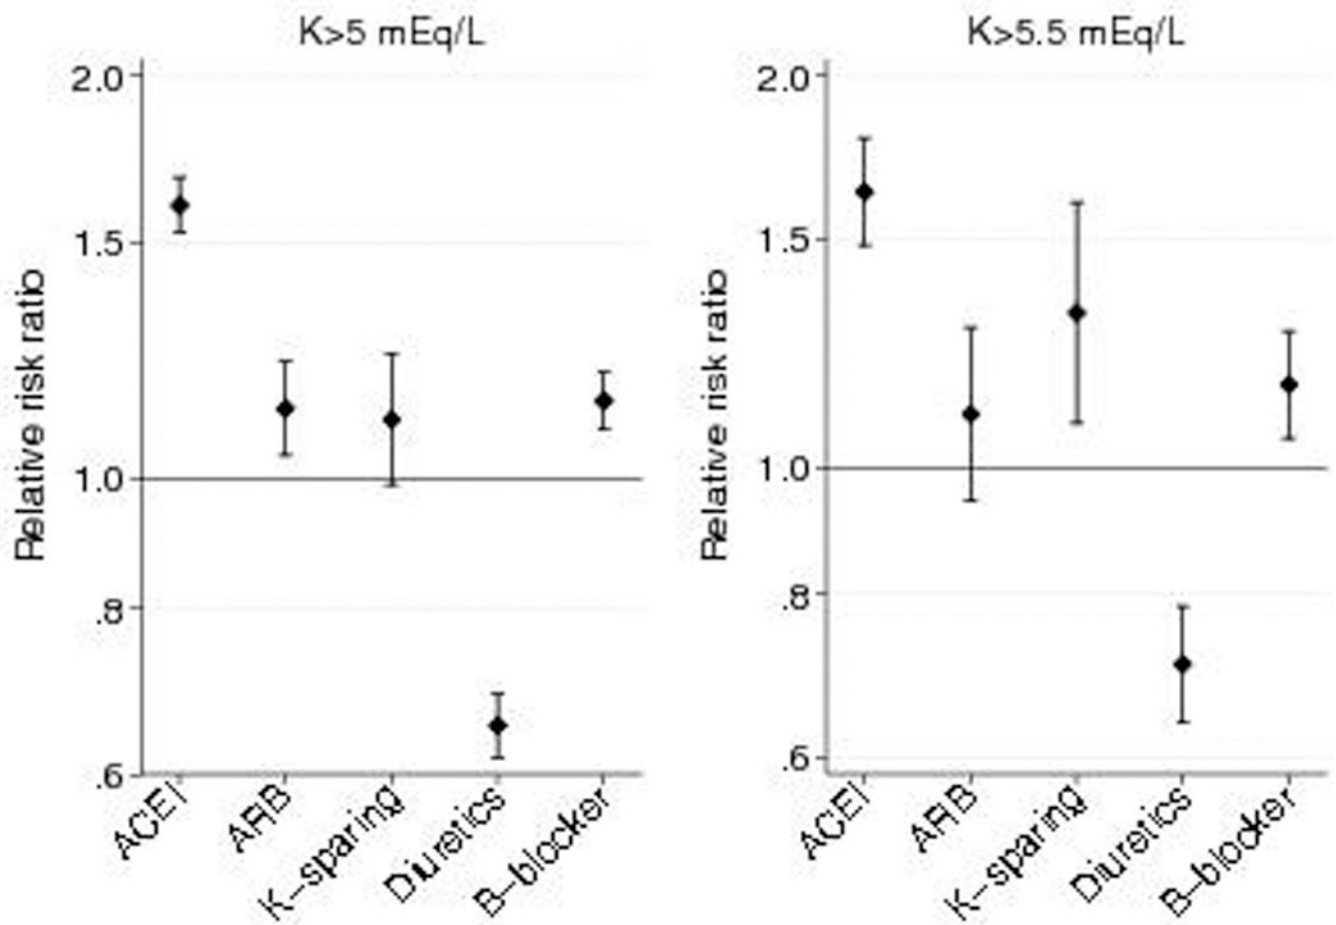 K>5 mEq/L
2.0
1.5
1.0
.8
.6
Relative risk ratio
ACEi
ARB
K-sparing
Diuretics
B-blocker
K>5.5 mEq/L
2.0
1.5
1.0
.8
.6
Relative risk ratio
ACEi
ARB
K-sparing
Diuretics
B-blocker